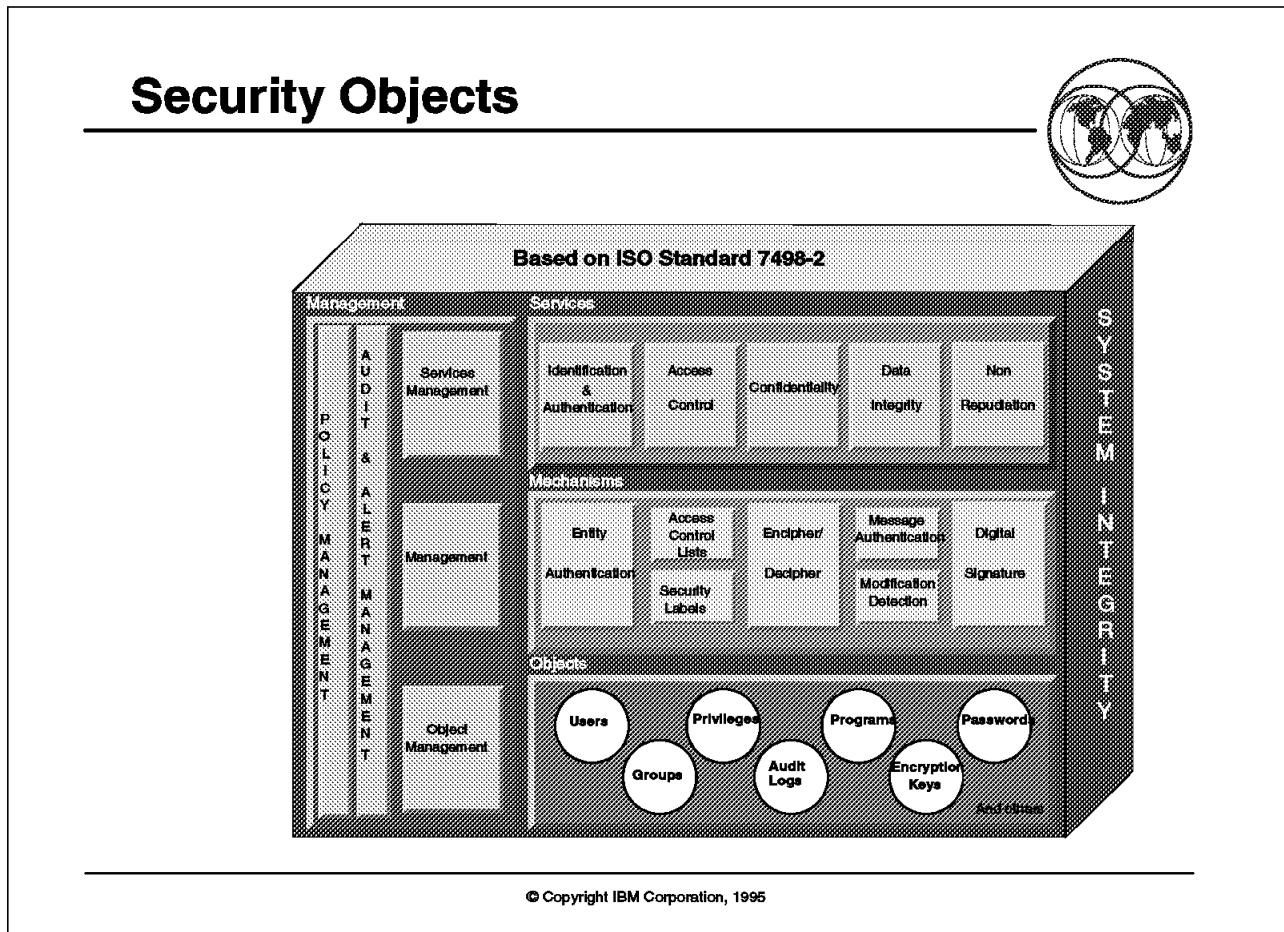 Security Objects
Based on ISO Standard 7498-2
Management
POLICY MANAGEMENT
AUDIT & ALERT MANAGEMENT
Services
Management
Management
Object
Management
Services
Identification
&
Authentication
Access
Control
Confidentiality
Data
Integrity
Non
Repudiation
Mechanisms
Entity
Authentication
Access
Control
Lists
Security
Labels
Encipher/
Decipher
Message
Authentication
Modification
Detection
Digital
Signature
Objects
Users
Groups
Privileges
Audit
Logs
Programs
Encryption
Keys
Passwords
And others
SYSTEM INTEGRITY
© Copyright IBM Corporation, 1995